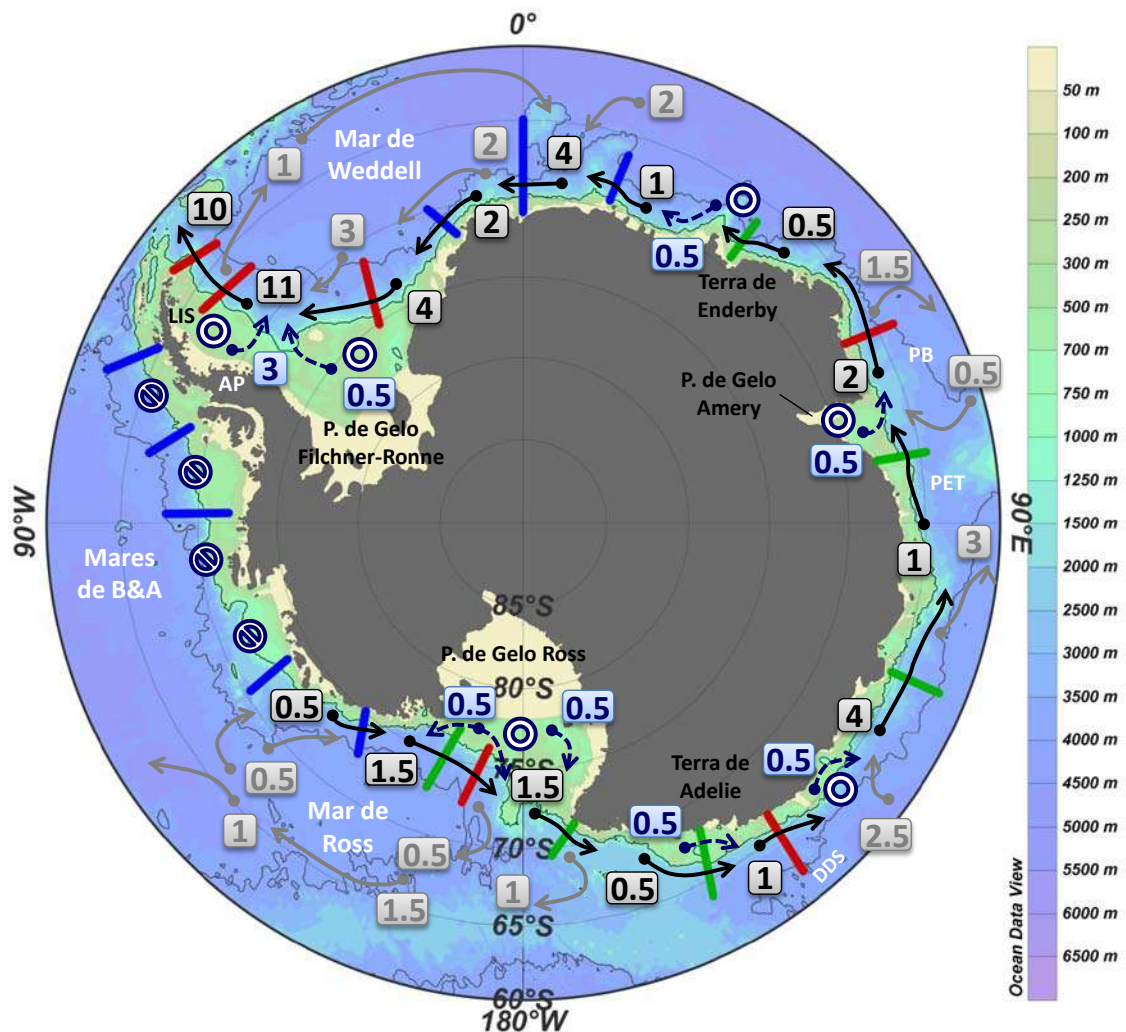 0°
50 m
100 m
200 m
250 m
300 m
500 m
700 m
750 m
1000 m
1500 m
2000 m
2500 m
3000 m
3500 m
4000 m
4500 m
5000 m
5500 m
6000 m
6500 m
Ocean Data View
90°W
90°E
180°W
85°S
80°S
70°S
65°S
60°S
Mar de
Weddell
1
2
4
2
1
10
2
3
0.5
0.5
Terra de
Enderby
1.5
11
4
LIS
AP
3
0.5
PB
2
0.5
P. de Gelo
Amery
P. de Gelo
Filchner-Ronne
0.5
PET
3
1
Mares
de B&A
P. de Gelo Ross
0.5
0.5
0.5
4
0.5
1.5
1.5
Terra de
Adelie
0.5
0.5
Mar de
Ross
1
0.5
1.5
1
0.5
0.5
1
DDS
2.5